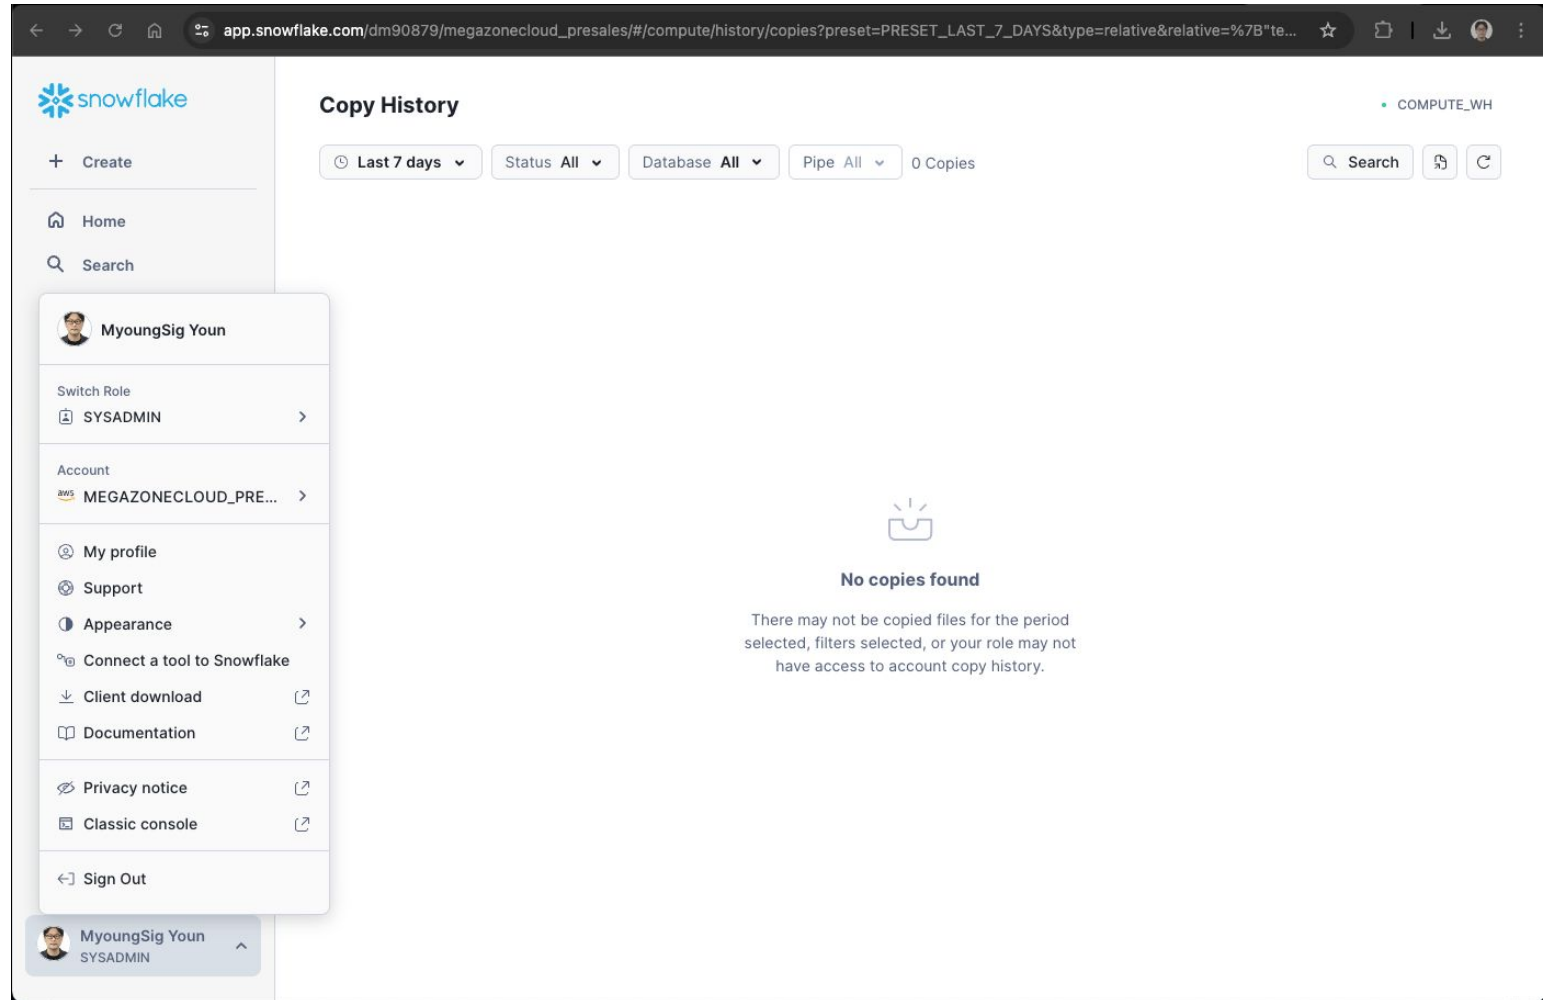 app.snowflake.com/dm90879/megazonecloud_presales/#/compute/history/copies?preset=PRESET_LAST_7_DAYS&type=relative&relative=%7B"te...
snowflake
Create
Home
Search
MyoungSig Youn
Switch Role
SYSADMIN
Account
aws MEGAZONECLOUD_PRE...
My profile
Support
Appearance
Connect a tool to Snowflake
Client download
Documentation
Privacy notice
Classic console
Sign Out
MyoungSig Youn
SYSADMIN
Copy History
COMPUTE_WH
Last 7 days Status All Database All Pipe All 0 Copies Search
No copies found
There may not be copied files for the period
selected, filters selected, or your role may not
have access to account copy history.